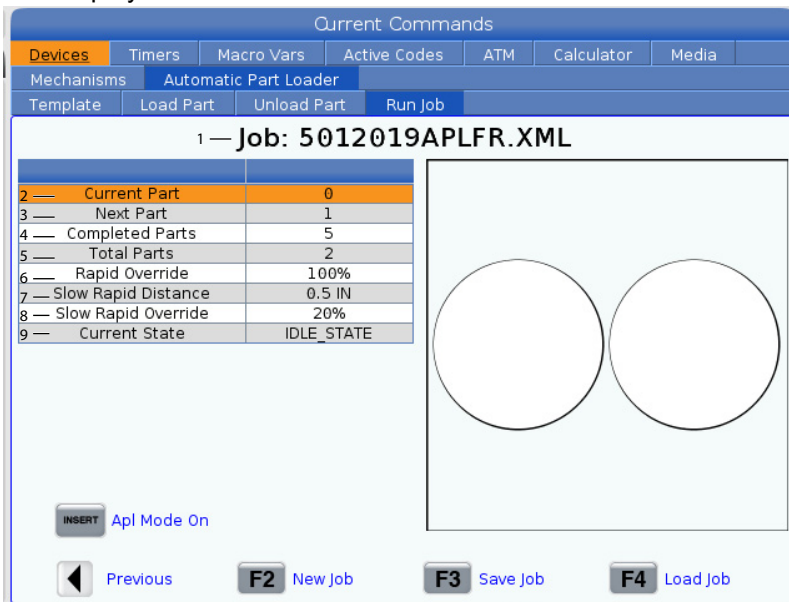 Current Commands
Devices Timers Macro Vars Active Codes ATM Calculator Media
Mechanisms Automatic Part Loader
Template Load Part Unload Part Run Job
1 — Job: 5012019APLFR.XML
2 — Current Part 0
3 — Next Part 1
4 — Completed Parts 5
5 — Total Parts 2
6 — Rapid Override 100%
7 — Slow Rapid Distance 0.5 IN
8 — Slow Rapid Override 20%
9 — Current State IDLE_STATE
INSERT Apl Mode On
Previous F2 New Job F3 Save Job F4 Load Job